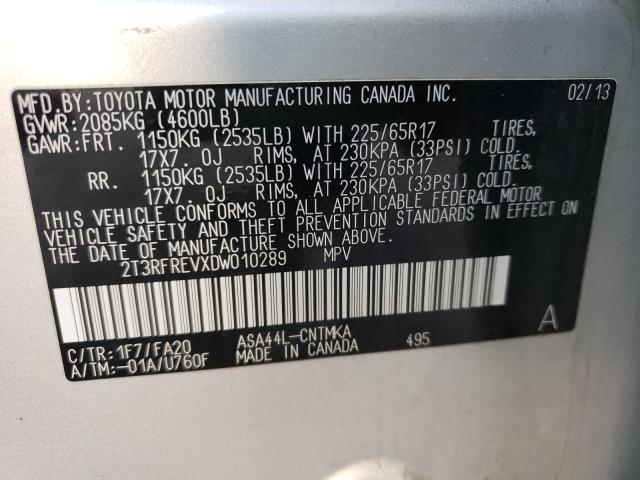 MFD.BY:TOYOTA MOTOR MANUFACTURING CANADA INC. 02/13
GVWR:2085KG (4600LB)
GAWR:FRT. 1150KG (2535LB) WITH 225/65R17 TIRES,
17X7.0J RIMS, AT 230KPA (33PSI) COLD.
RR. 1150KG (2535LB) WITH 225/65R17 TIRES,
17X7.0J RIMS, AT 230KPA (33PSI) COLD.
THIS VEHICLE CONFORMS TO ALL APPLICABLE FEDERAL MOTOR
VEHICLE SAFETY AND THEFT PREVENTION STANDARDS IN EFFECT ON
THE DATE OF MANUFACTURE SHOWN ABOVE.
2T3RFREVXDW010289 MPV
C/TR:1F7/FA20 ASA44L-CNTMKA 495 A
A/TM:-01A/U760F MADE IN CANADA